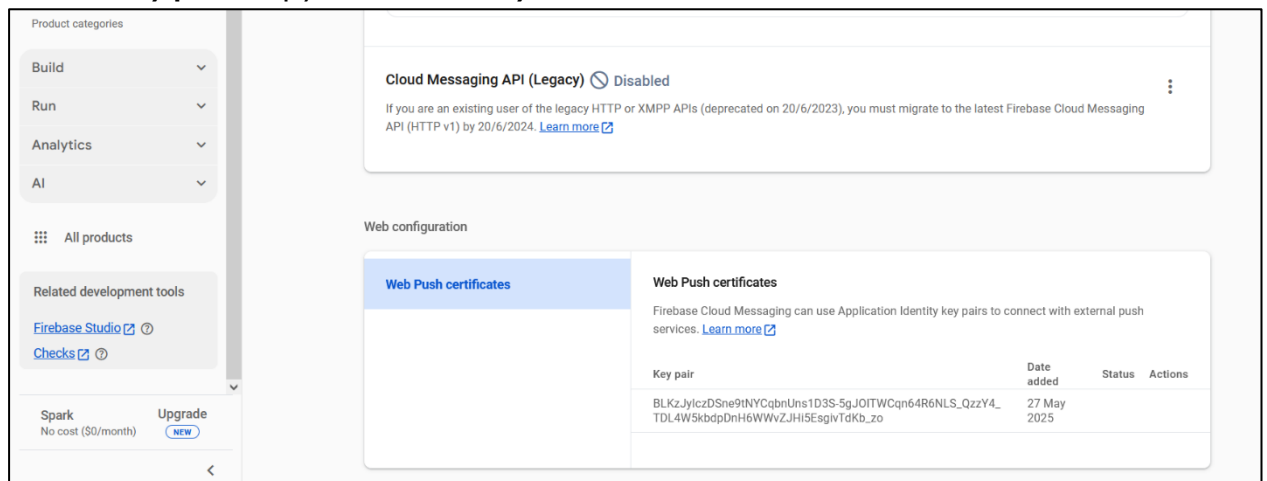 Product categories
Build
Run
Analytics
AI
All products
Related development tools
Firebase Studio
Checks
Spark
No cost ($0/month)
Upgrade
NEW
Cloud Messaging API (Legacy) Disabled
If you are an existing user of the legacy HTTP or XMPP APIs (deprecated on 20/6/2023), you must migrate to the latest Firebase Cloud Messaging
API (HTTP v1) by 20/6/2024. Learn more
Web configuration
Web Push certificates
Web Push certificates
Firebase Cloud Messaging can use Application Identity key pairs to connect with external push
services. Learn more
Key pair Date added Status Actions
BLKzJylczDSne9tNYCqbnUns1D3S-5gJOITWCqn64R6NLS_QzzY4_ 27 May
TDL4W5kbdpDnH6WWvZJHi5EsgivTdKb_zo 2025